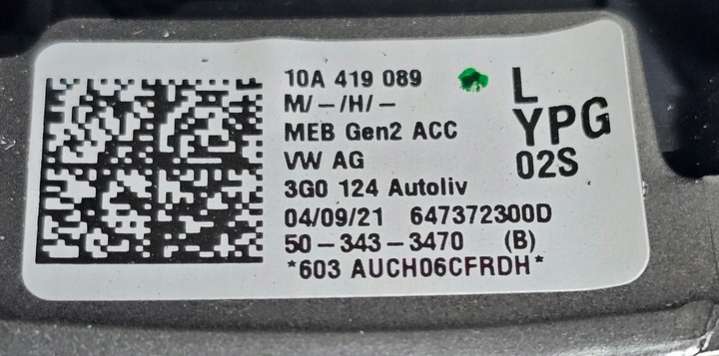 10A 419 089
M/-/H/-
MEB Gen2 ACC
VW AG
3G0 124 Autoliv
04/09/21 647372300D
50-343-3470 (B)
*603 AUCH06CFRDH*
L
YPG
02S